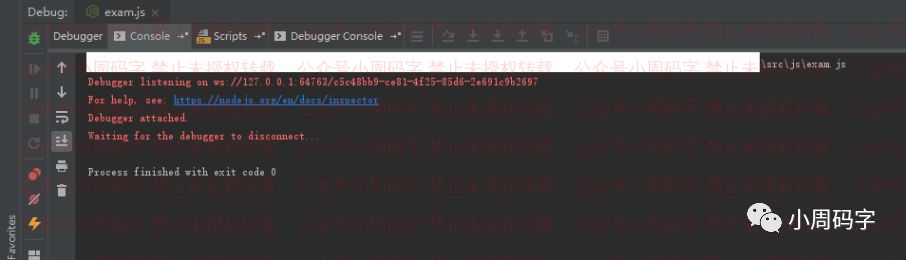 Debug: exam.js
Debugger Console Scripts Debugger Console
\src\js\exam.js
Debugger listening on ws://127.0.0.1:64763/c5c48bb9-ce81-4f25-85d6-2e691c9b2697
For help, see: https://nodejs.org/en/docs/inspector
Debugger attached.
Waiting for the debugger to disconnect...
Process finished with exit code 0
公众号小周码字 禁止未授权转载
小周码字
Favorites